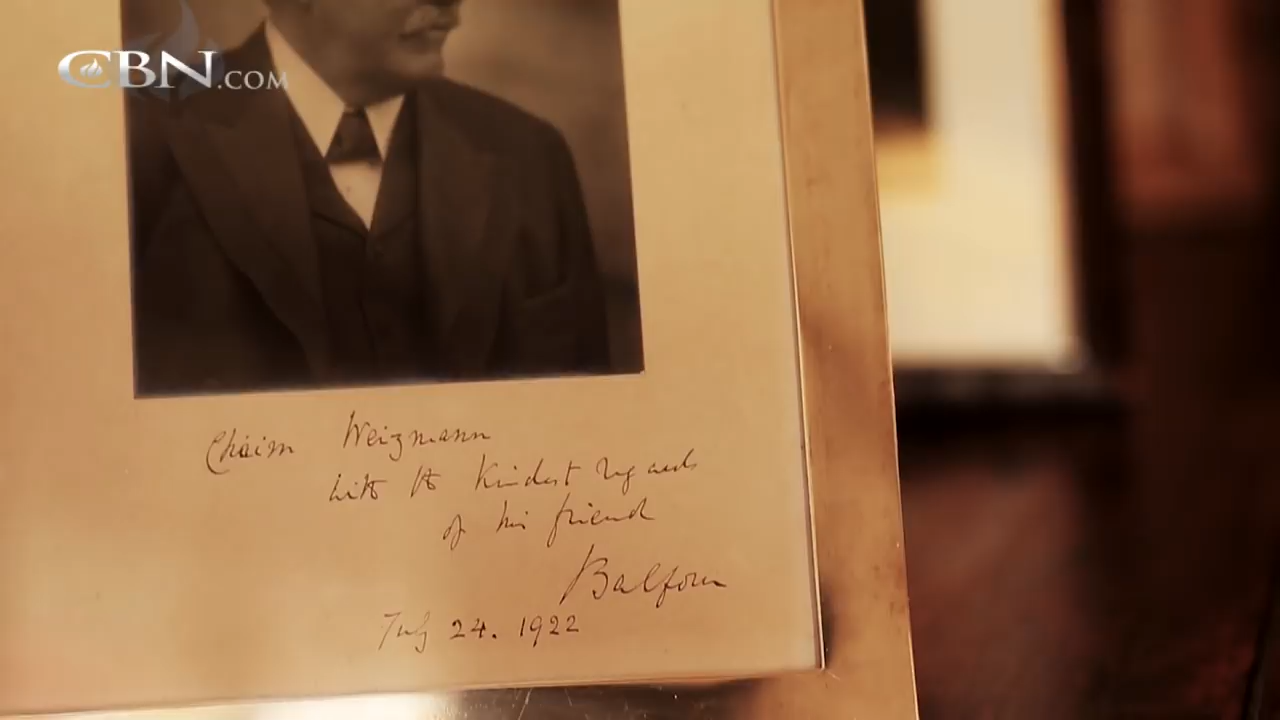 CBN.COM
Chaim Weizmann
with the kindest regards
of his friend
Balfour
July 24. 1922